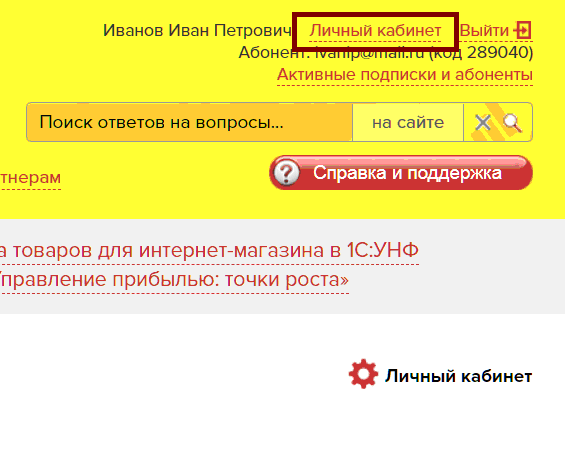 Иванов Иван Петрович Личный кабинет Выйти
Абонент: ivanip@mail.ru (код 289040)
Активные подписки и абоненты
Поиск ответов на вопросы... на сайте
тнерам
Справка и поддержка
а товаров для интернет-магазина в 1С:УНФ
Управление прибылью: точки роста»
Личный кабинет